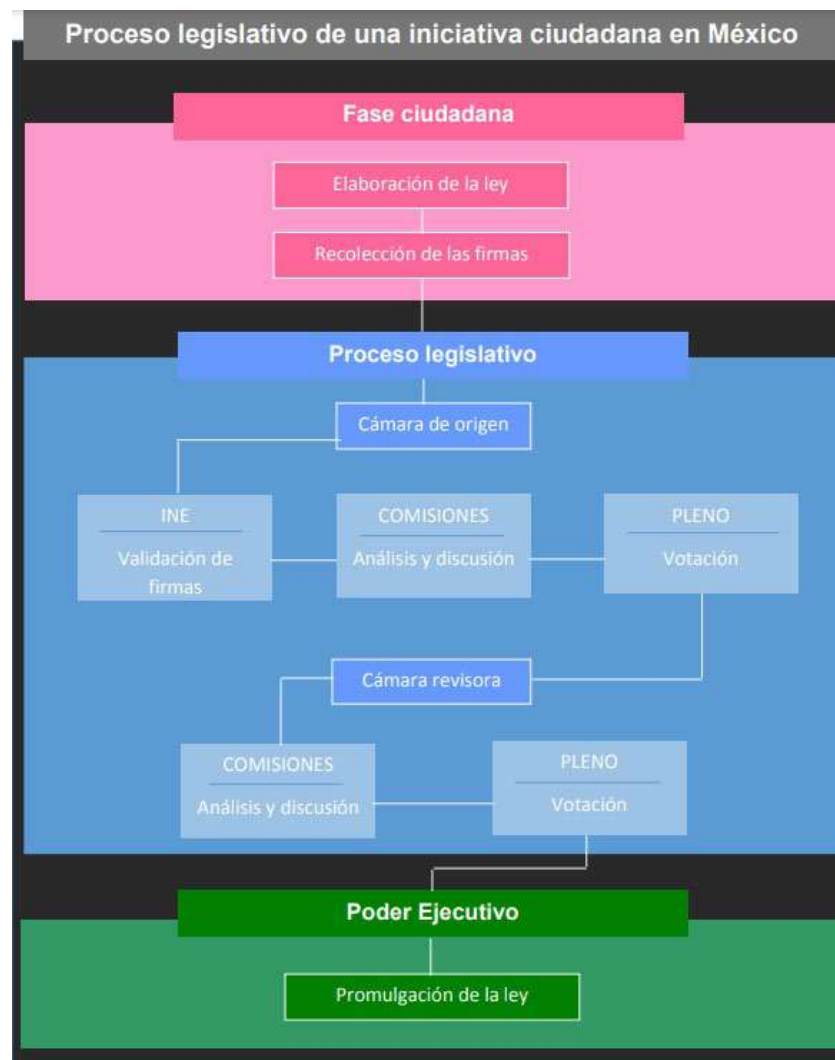 Proceso legislativo de una iniciativa ciudadana en México
Fase ciudadana
Elaboración de la ley
Recolección de las firmas
Proceso legislativo
Cámara de origen
INE
Validación de
firmas
COMISIONES
Análisis y discusión
PLENO
Votación
Cámara revisora
COMISIONES
Análisis y discusión
PLENO
Votación
Poder Ejecutivo
Promulgación de la ley